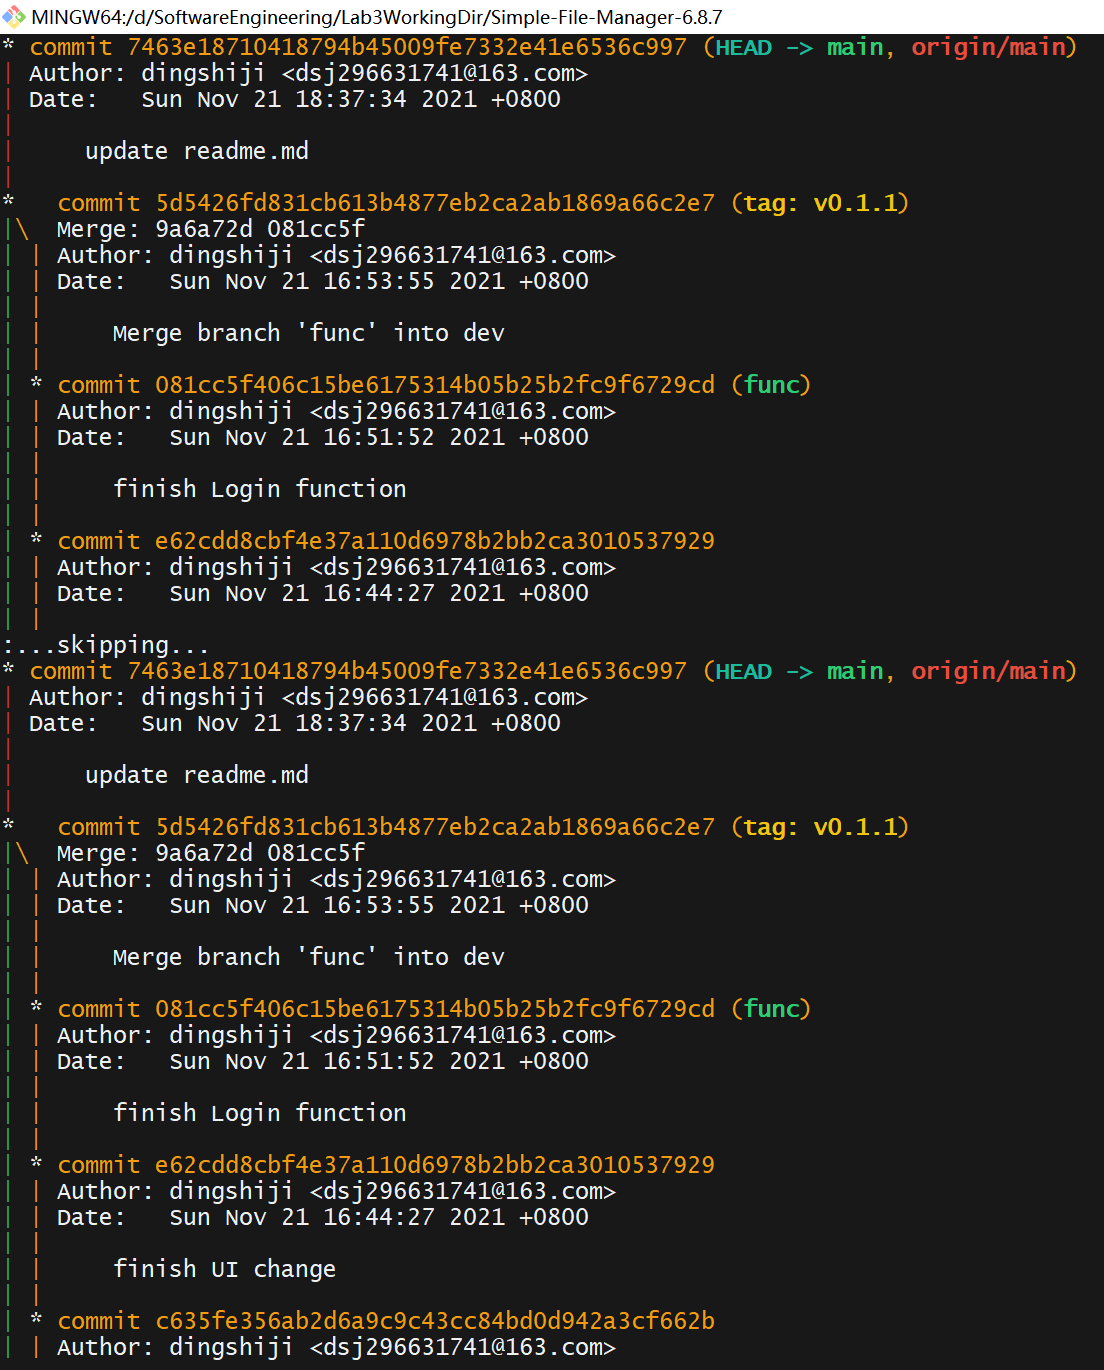 MINGW64:/d/SoftwareEngineering/Lab3WorkingDir/Simple-File-Manager-6.8.7
* commit 7463e18710418794b45009fe7332e41e6536c997 (HEAD -> main, origin/main)
| Author: dingshiji <dsj296631741@163.com>
| Date:   Sun Nov 21 18:37:34 2021 +0800
|
|     update readme.md
|
*   commit 5d5426fd831cb613b4877eb2ca2ab1869a66c2e7 (tag: v0.1.1)
|\  Merge: 9a6a72d 081cc5f
| | Author: dingshiji <dsj296631741@163.com>
| | Date:   Sun Nov 21 16:53:55 2021 +0800
| |
| |     Merge branch 'func' into dev
| |
| * commit 081cc5f406c15be6175314b05b25b2fc9f6729cd (func)
| | Author: dingshiji <dsj296631741@163.com>
| | Date:   Sun Nov 21 16:51:52 2021 +0800
| |
| |     finish Login function
| |
| * commit e62cdd8cbf4e37a110d6978b2bb2ca3010537929
| | Author: dingshiji <dsj296631741@163.com>
| | Date:   Sun Nov 21 16:44:27 2021 +0800
| |
:...skipping...
* commit 7463e18710418794b45009fe7332e41e6536c997 (HEAD -> main, origin/main)
| Author: dingshiji <dsj296631741@163.com>
| Date:   Sun Nov 21 18:37:34 2021 +0800
|
|     update readme.md
|
*   commit 5d5426fd831cb613b4877eb2ca2ab1869a66c2e7 (tag: v0.1.1)
|\  Merge: 9a6a72d 081cc5f
| | Author: dingshiji <dsj296631741@163.com>
| | Date:   Sun Nov 21 16:53:55 2021 +0800
| |
| |     Merge branch 'func' into dev
| |
| * commit 081cc5f406c15be6175314b05b25b2fc9f6729cd (func)
| | Author: dingshiji <dsj296631741@163.com>
| | Date:   Sun Nov 21 16:51:52 2021 +0800
| |
| |     finish Login function
| |
| * commit e62cdd8cbf4e37a110d6978b2bb2ca3010537929
| | Author: dingshiji <dsj296631741@163.com>
| | Date:   Sun Nov 21 16:44:27 2021 +0800
| |
| |     finish UI change
| |
| * commit c635fe356ab2d6a9c9c43cc84bd0d942a3cf662b
| | Author: dingshiji <dsj296631741@163.com>